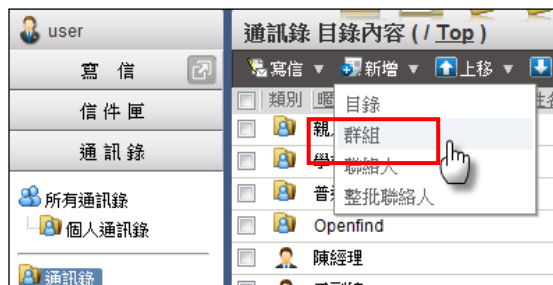 user
寫 信
信件匣
通訊錄
所有通訊錄
個人通訊錄
通訊錄
通訊錄 目錄內容 ( / Top )
寫信 ▼ 新增 ▼ 上移 ▼
類別 暱
目錄
群組
聯絡人
整批聯絡人
親
學
普
Openfind
陳經理